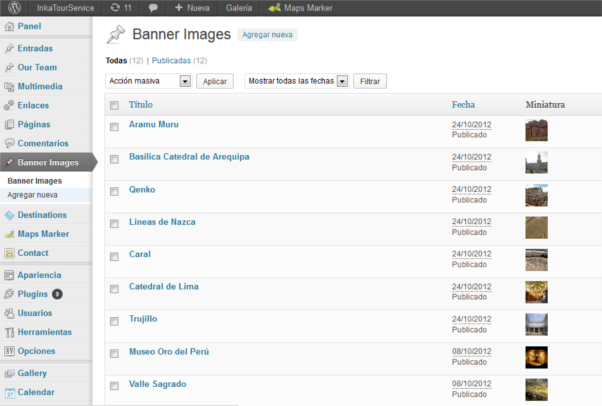 InkaTourService 11 Nueva Galería Maps Marker
Panel
Entradas
Our Team
Multimedia
Enlaces
Páginas
Comentarios
Banner Images
Banner Images
Agregar nueva
Destinations
Maps Marker
Contact
Apariencia
Plugins 9
Usuarios
Herramientas
Opciones
Gallery
Calendar
Banner Images Agregar nueva
Todas (12) | Publicadas (12)
Acción masiva Aplicar Mostrar todas las fechas Filtrar
Título Fecha Miniatura
Aramu Muru 24/10/2012
Publicado
Basilica Catedral de Arequipa 24/10/2012
Publicado
Qenko 24/10/2012
Publicado
Lineas de Nazca 24/10/2012
Publicado
Caral 24/10/2012
Publicado
Catedral de Lima 24/10/2012
Publicado
Trujillo 24/10/2012
Publicado
Museo Oro del Perú 08/10/2012
Publicado
Valle Sagrado 08/10/2012
Publicado